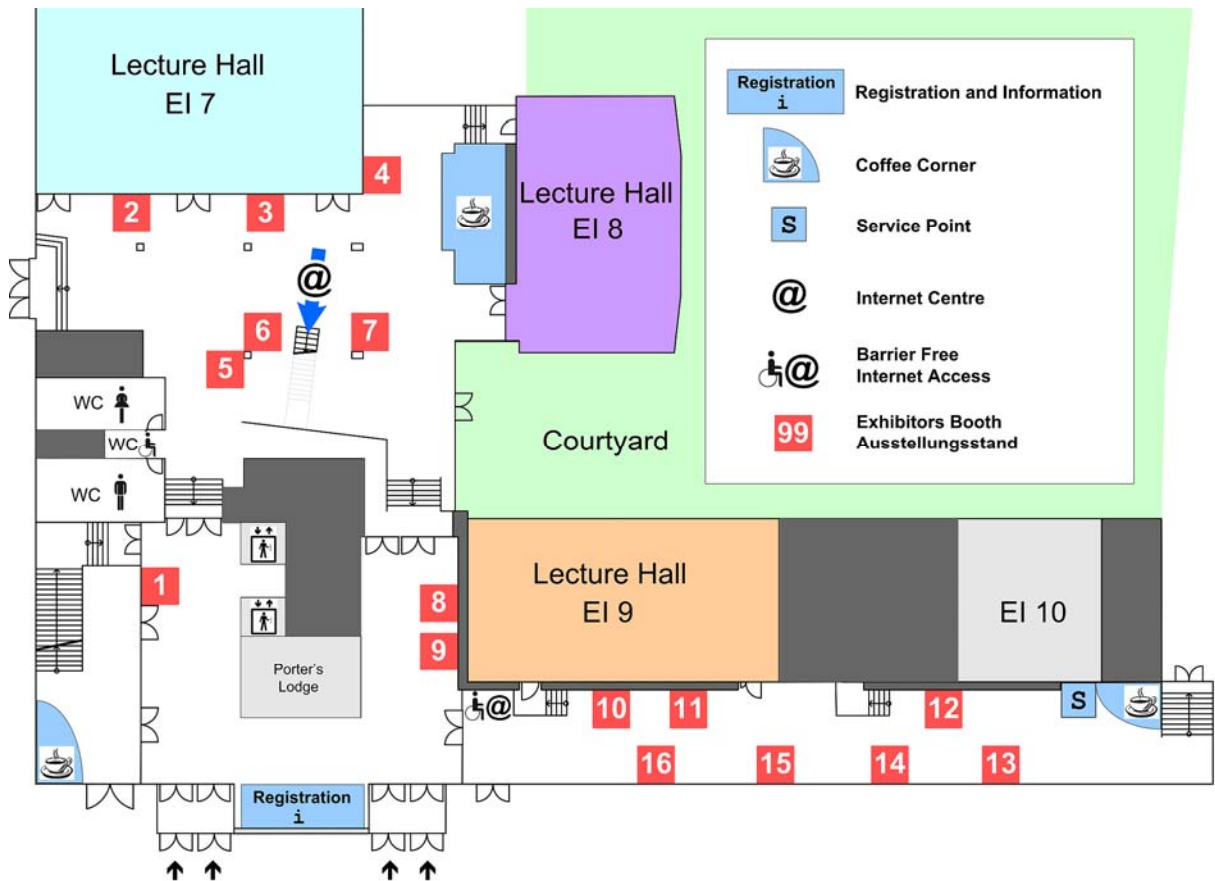 Lecture Hall
EI 7
Registration
i
Registration and Information
Coffee Corner
S
Service Point
@
Internet Centre
@
Barrier Free
Internet Access
99
Exhibitors Booth
Ausstellungsstand
Lecture Hall
EI 8
4
2
3
@
6
7
5
WC
WC
WC
Courtyard
1
8
9
Porter's
Lodge
Lecture Hall
EI 9
EI 10
@
10
11
12
S
16
15
14
13
Registration
i